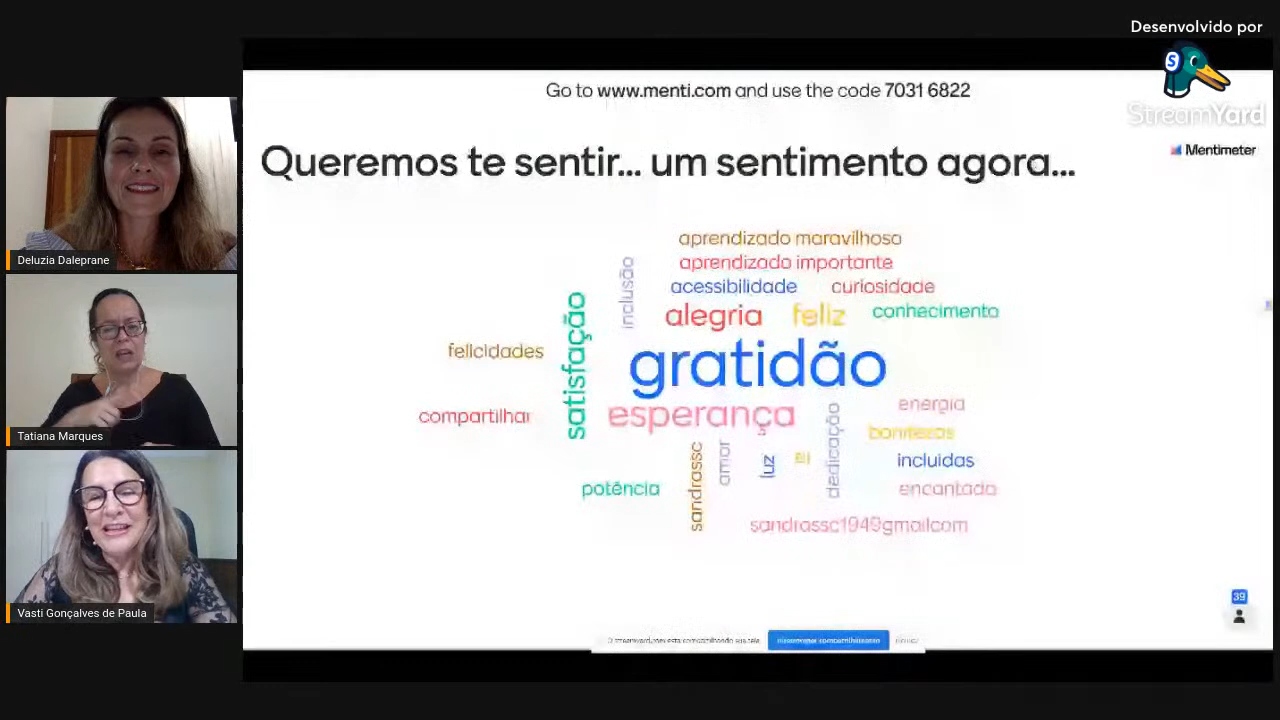 Desenvolvido por
StreamYard
Go to www.menti.com and use the code 7031 6822
Mentimeter
Queremos te sentir... um sentimento agora...
aprendizado maravilhoso
aprendizado importante
inclusão
acessibilidade
curiosidade
satisfação
alegria
feliz
conhecimento
felicidades
gratidão
compartilhar
esperança
energia
dedicação
bonitezas
sandrassc
amor
luz
incluidas
potência
encantada
sandrassc1949gmailcom
Deluzia Daleprane
Tatiana Marques
Vasti Gonçalves de Paula
39